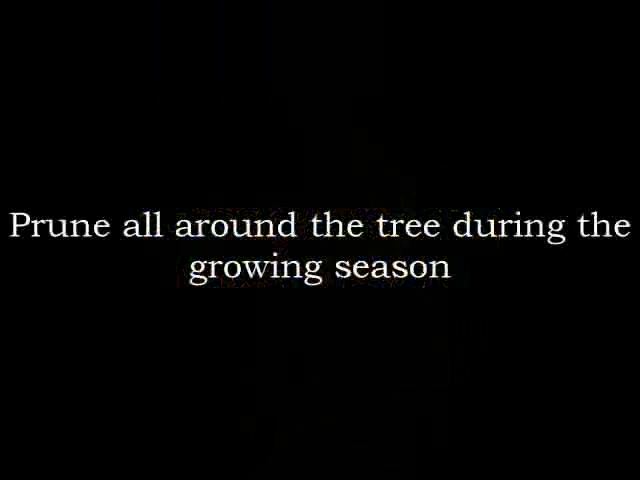 Prune all around the tree during the
growing season